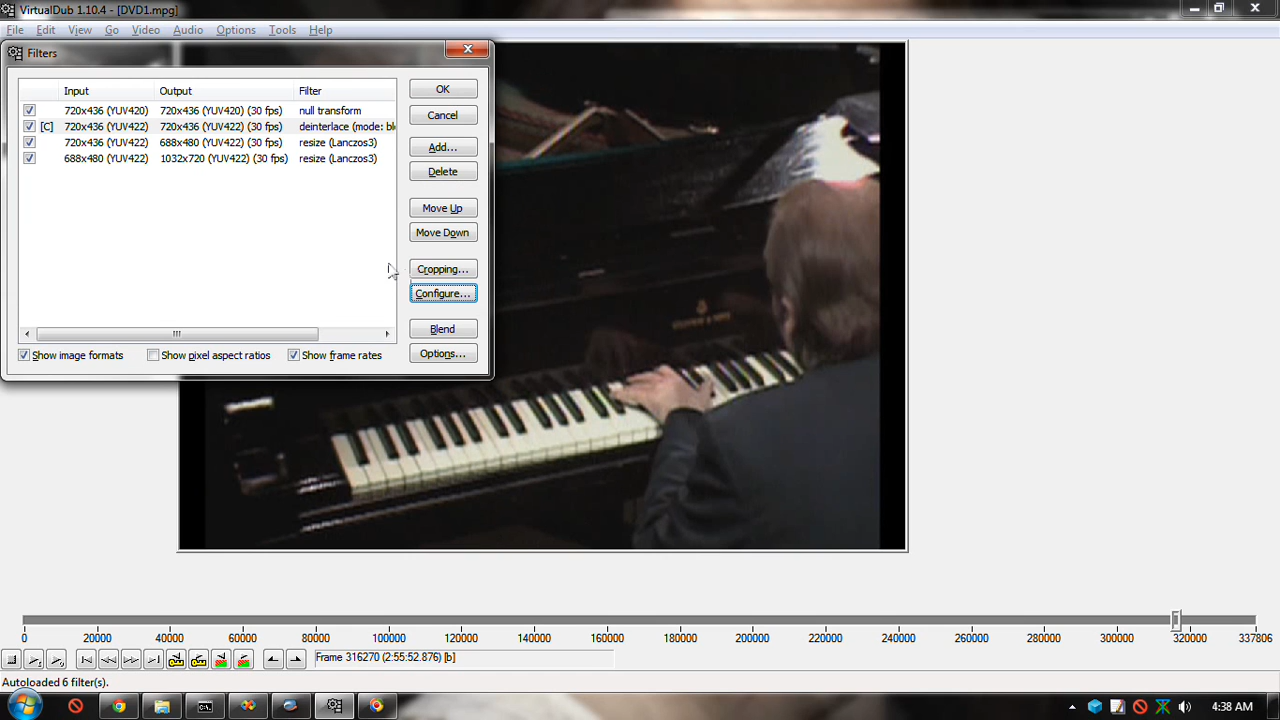 VirtualDub 1.10.4 - [DVD1.mpg]
File Edit View Go Video Audio Options Tools Help
Filters
Input Output Filter
720x436 (YUV420) 720x436 (YUV420) (30 fps) null transform
[C] 720x436 (YUV422) 720x436 (YUV422) (30 fps) deinterlace (mode: ble
720x436 (YUV422) 688x480 (YUV422) (30 fps) resize (Lanczos3)
688x480 (YUV422) 1032x720 (YUV422) (30 fps) resize (Lanczos3)
OK
Cancel
Add...
Delete
Move Up
Move Down
Cropping...
Configure...
Blend
Options...
Show image formats Show pixel aspect ratios Show frame rates
0 20000 40000 60000 80000 100000 120000 140000 160000 180000 200000 220000 240000 260000 280000 300000 320000 337806
Frame 316270 (2:55:52.876) [b]
Autoloaded 6 filter(s).
4:38 AM